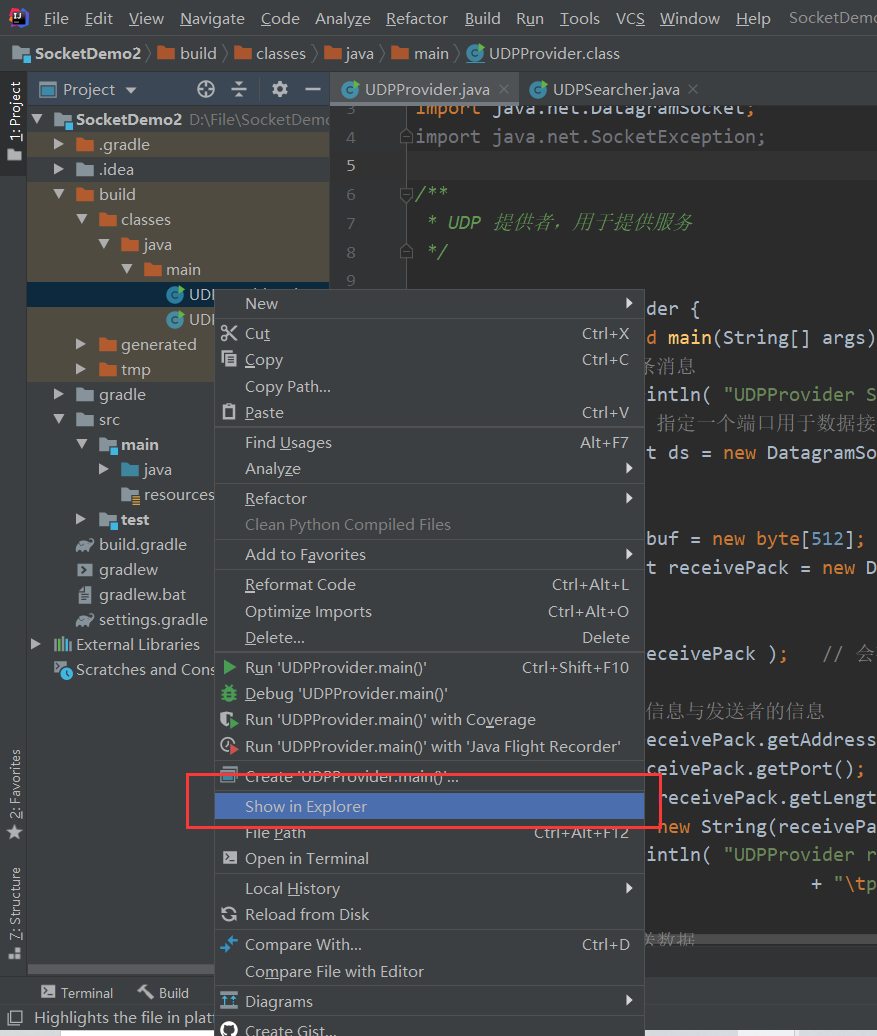 File Edit View Navigate Code Analyze Refactor Build Run Tools VCS Window Help SocketDemo
SocketDemo2 build classes java main UDPProvider.class
1: Project
Project
UDPProvider.java
UDPSearcher.java
SocketDemo2 D:\File\SocketDemo
.gradle
.idea
build
classes
java
main
UDP
UDP
generated
tmp
gradle
src
main
java
resources
test
build.gradle
gradlew
gradlew.bat
settings.gradle
External Libraries
Scratches and Cons
3 import java.net.DatagramSocket;
4 import java.net.SocketException;
5
6 /**
7 * UDP 提供者，用于提供服务
8 */
9
der {
d main(String[] args)
条消息
intln( "UDPProvider S
指定一个端口用于数据接
t ds = new DatagramSo
buf = new byte[512];
t receivePack = new D
eceivePack ); // 会
信息与发送者的信息
eceivePack.getAddress
ceivePack.getPort();
receivePack.getLengt
new String(receivePa
intln( "UDPProvider r
+ "\tp
送数据
New
Cut Ctrl+X
Copy Ctrl+C
Copy Path...
Paste Ctrl+V
Find Usages Alt+F7
Analyze
Refactor
Clean Python Compiled Files
Add to Favorites
Reformat Code Ctrl+Alt+L
Optimize Imports Ctrl+Alt+O
Delete... Delete
Run 'UDPProvider.main()' Ctrl+Shift+F10
Debug 'UDPProvider.main()'
Run 'UDPProvider.main()' with Coverage
Run 'UDPProvider.main()' with 'Java Flight Recorder'
Create 'UDPProvider.main()'...
Show in Explorer
File Path Ctrl+Alt+F12
Open in Terminal
Local History
Reload from Disk
Compare With... Ctrl+D
Compare File with Editor
Diagrams
Create Gist...
2: Favorites
7: Structure
Terminal Build
Highlights the file in platf